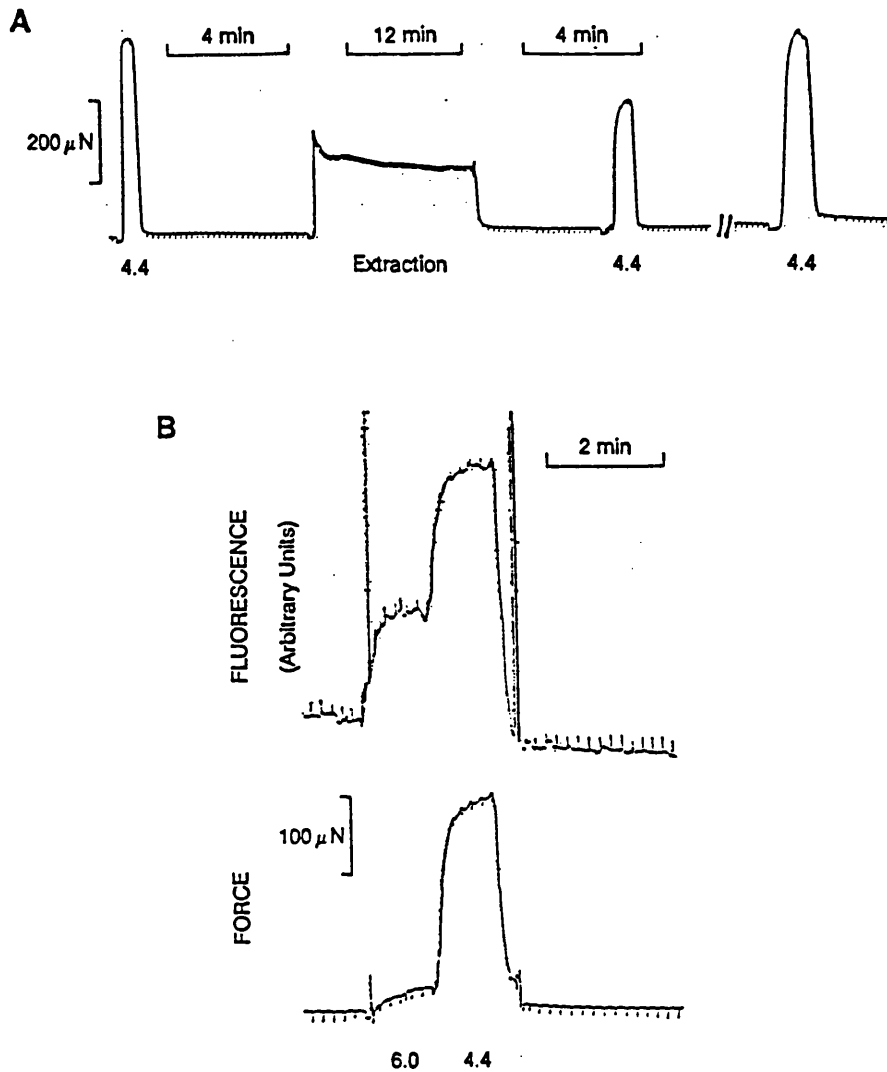 A
4 min
12 min
4 min
200 µN
4.4
Extraction
4.4
4.4
B
2 min
FLUORESCENCE
(Arbitrary Units)
100 µN
FORCE
6.0
4.4